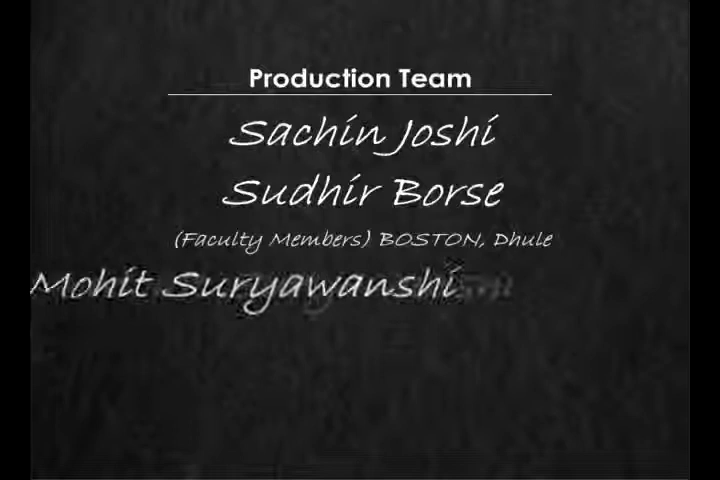 Production Team
Sachin Joshi
Sudhir Borse
(Faculty Members) BOSTON, Dhule
Mohit Suryawanshi